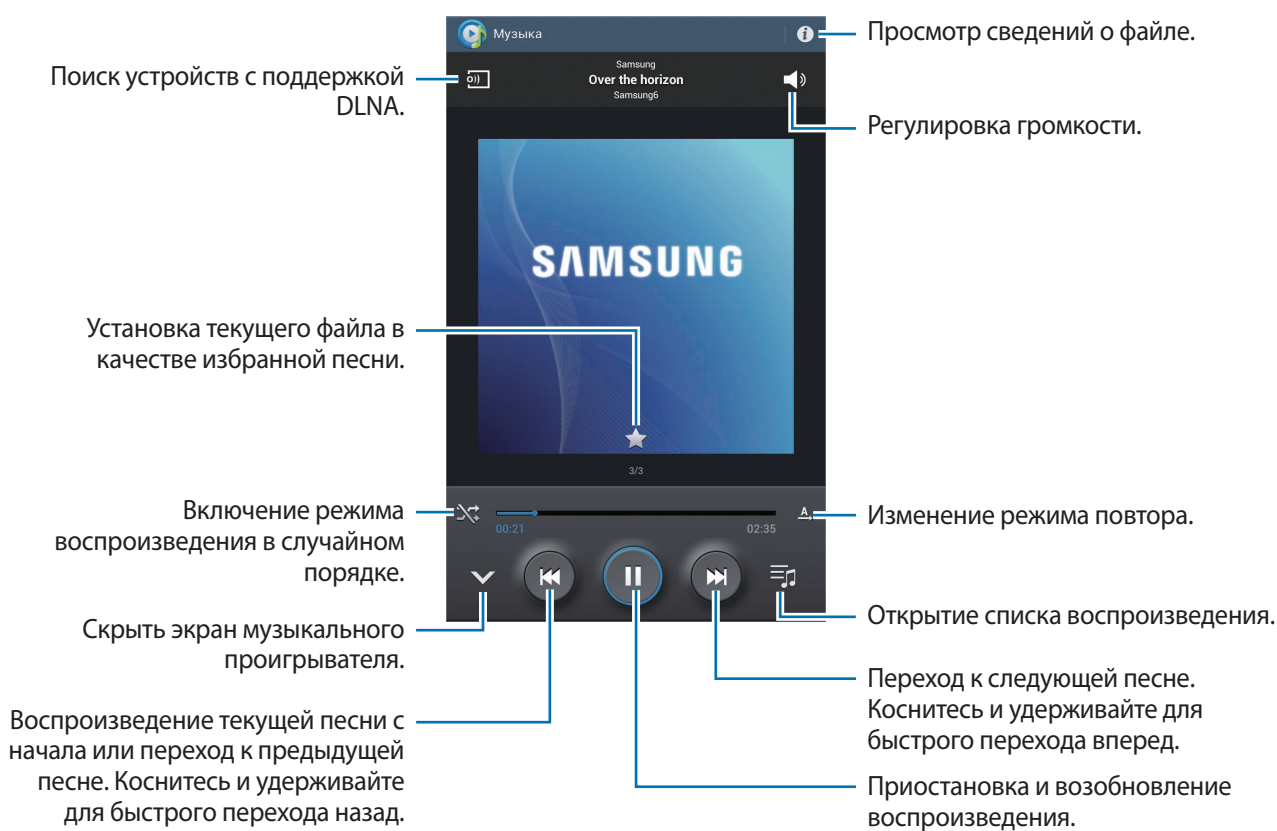 Музыка
Просмотр сведений о файле.
Поиск устройств с поддержкой
DLNA.
Samsung
Over the horizon
Samsung6
Регулировка громкости.
SAMSUNG
Установка текущего файла в
качестве избранной песни.
3/3
Включение режима
воспроизведения в случайном
порядке.
00:21
02:35
A
Изменение режима повтора.
Скрыть экран музыкального
проигрывателя.
Открытие списка воспроизведения.
Воспроизведение текущей песни с
начала или переход к предыдущей
песне. Коснитесь и удерживайте
для быстрого перехода назад.
Переход к следующей песне.
Коснитесь и удерживайте для
быстрого перехода вперед.
Приостановка и возобновление
воспроизведения.